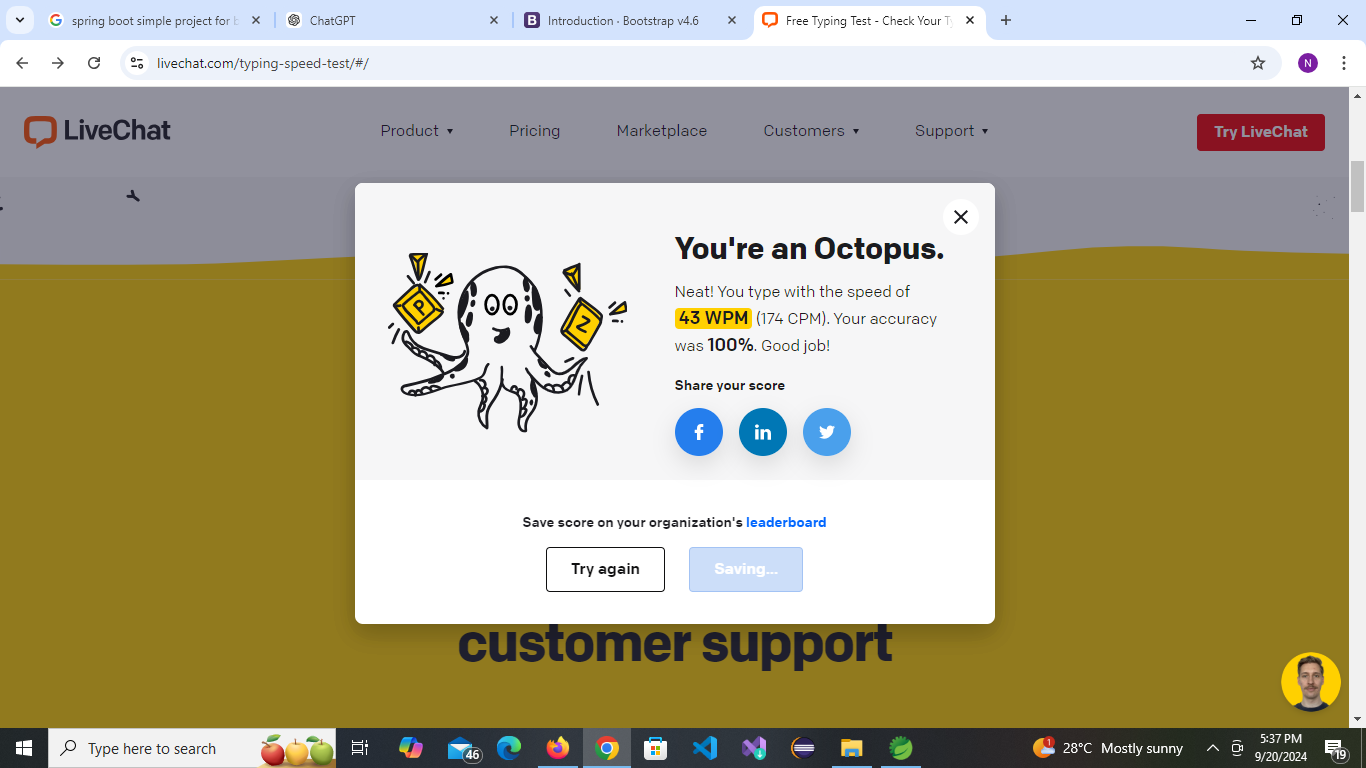 spring boot simple project for b
ChatGPT
Introduction · Bootstrap v4.6
Free Typing Test - Check Your Ty
livechat.com/typing-speed-test/#/
N
LiveChat
Product
Pricing
Marketplace
Customers
Support
Try LiveChat
You're an Octopus.
Neat! You type with the speed of
43 WPM (174 CPM). Your accuracy
was 100%. Good job!
P
Z
Share your score
Save score on your organization's leaderboard
Try again
Saving...
customer support
Type here to search
46
1
28°C Mostly sunny
5:37 PM
9/20/2024
19